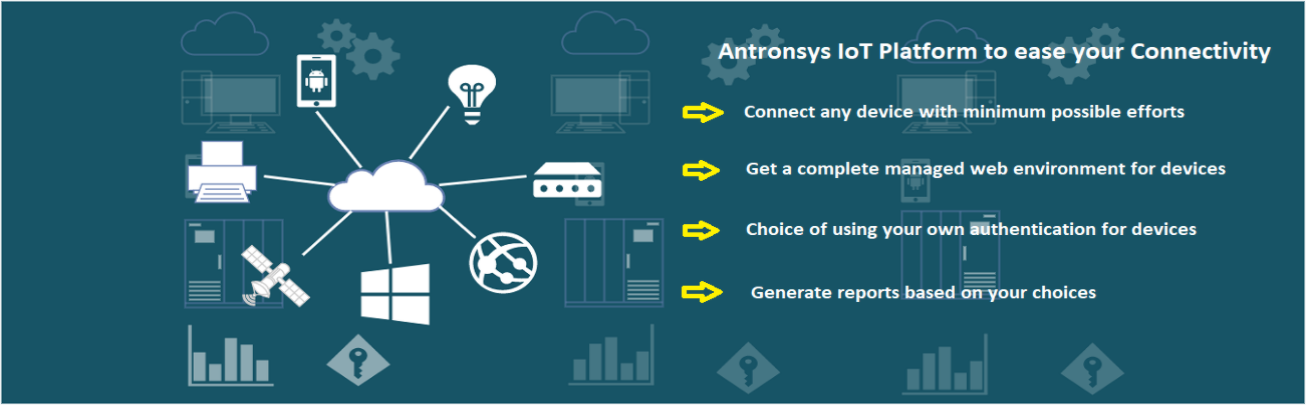 Antronsys IoT Platform to ease your Connectivity
Connect any device with minimum possible efforts
Get a complete managed web environment for devices
Choice of using your own authentication for devices
Generate reports based on your choices